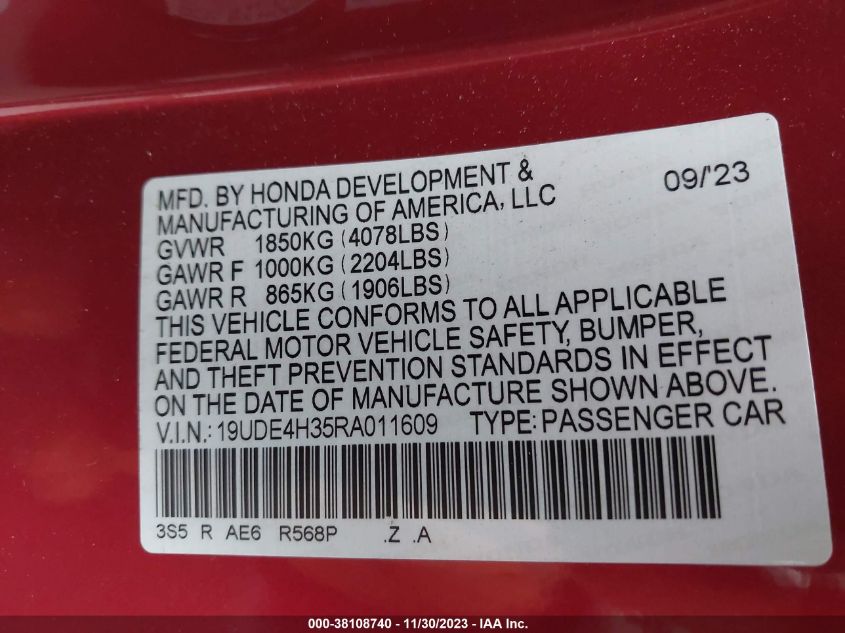 MFD. BY HONDA DEVELOPMENT & 09/'23
MANUFACTURING OF AMERICA, LLC
GVWR 1850KG (4078LBS)
GAWR F 1000KG (2204LBS)
GAWR R 865KG (1906LBS)
THIS VEHICLE CONFORMS TO ALL APPLICABLE
FEDERAL MOTOR VEHICLE SAFETY, BUMPER,
AND THEFT PREVENTION STANDARDS IN EFFECT
ON THE DATE OF MANUFACTURE SHOWN ABOVE.
V.I.N.: 19UDE4H35RA011609 TYPE: PASSENGER CAR
3S5 R AE6 R568P .Z .A
000-38108740 - 11/30/2023 - IAA Inc.